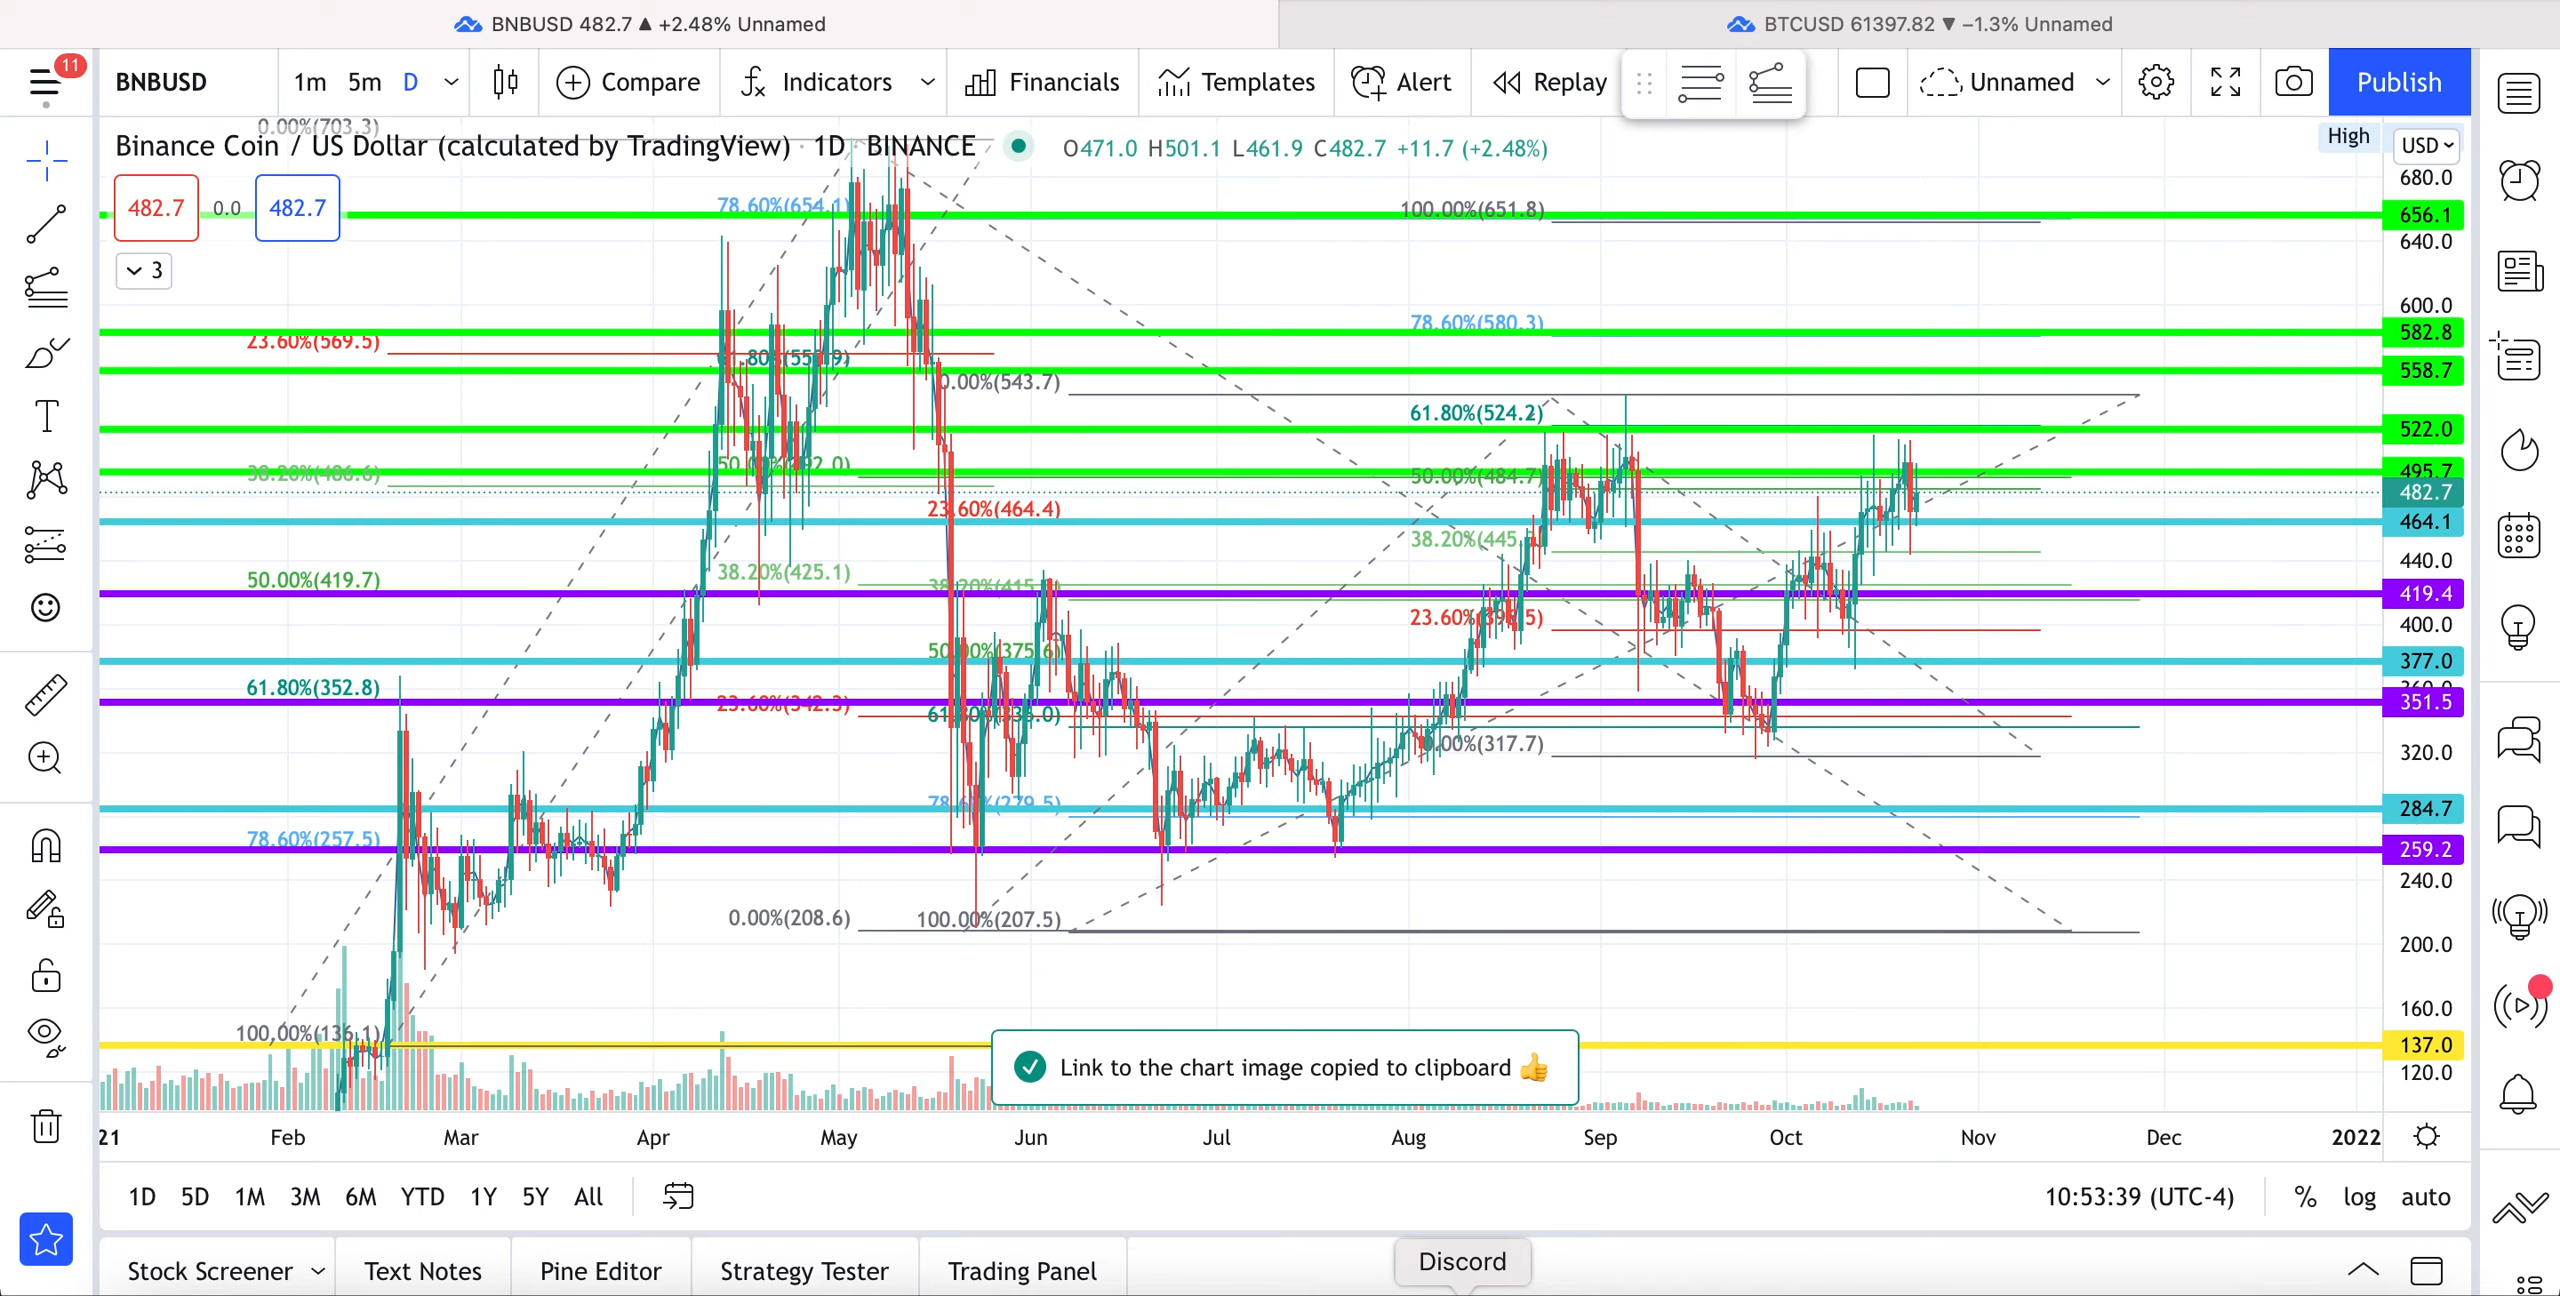 BNBUSD 482.7 ▲ +2.48% Unnamed
BTCUSD 61397.82 ▼ −1.3% Unnamed
11
BNBUSD
1m 5m D
Compare
Indicators
Financials
Templates
Alert
Replay
Unnamed
Publish
0.00%(703.3)
Binance Coin / US Dollar (calculated by TradingView) · 1D · BINANCE
O471.0 H501.1 L461.9 C482.7 +11.7 (+2.48%)
High
USD
482.7 0.0 482.7
3
78.60%(654.1)
100.00%(651.8)
78.60%(580.3)
23.60%(569.5)
0.00%(543.7)
61.80%(524.2)
38.20%(486.6)
50.00%(484.7)
23.60%(464.4)
50.00%(419.7)
38.20%(425.1)
50.00%(375.6)
61.80%(352.8)
23.60%(342.3)
0.00%(317.7)
78.60%(257.5)
0.00%(208.6)
100.00%(207.5)
100.00%(136.1)
680.0
656.1
640.0
600.0
582.8
558.7
522.0
495.7
482.7
464.1
440.0
419.4
400.0
377.0
351.5
320.0
284.7
259.2
240.0
200.0
160.0
137.0
120.0
Link to the chart image copied to clipboard 👍
21 Feb Mar Apr May Jun Jul Aug Sep Oct Nov Dec 2022
1D 5D 1M 3M 6M YTD 1Y 5Y All
10:53:39 (UTC-4)
% log auto
Stock Screener
Text Notes
Pine Editor
Strategy Tester
Trading Panel
Discord